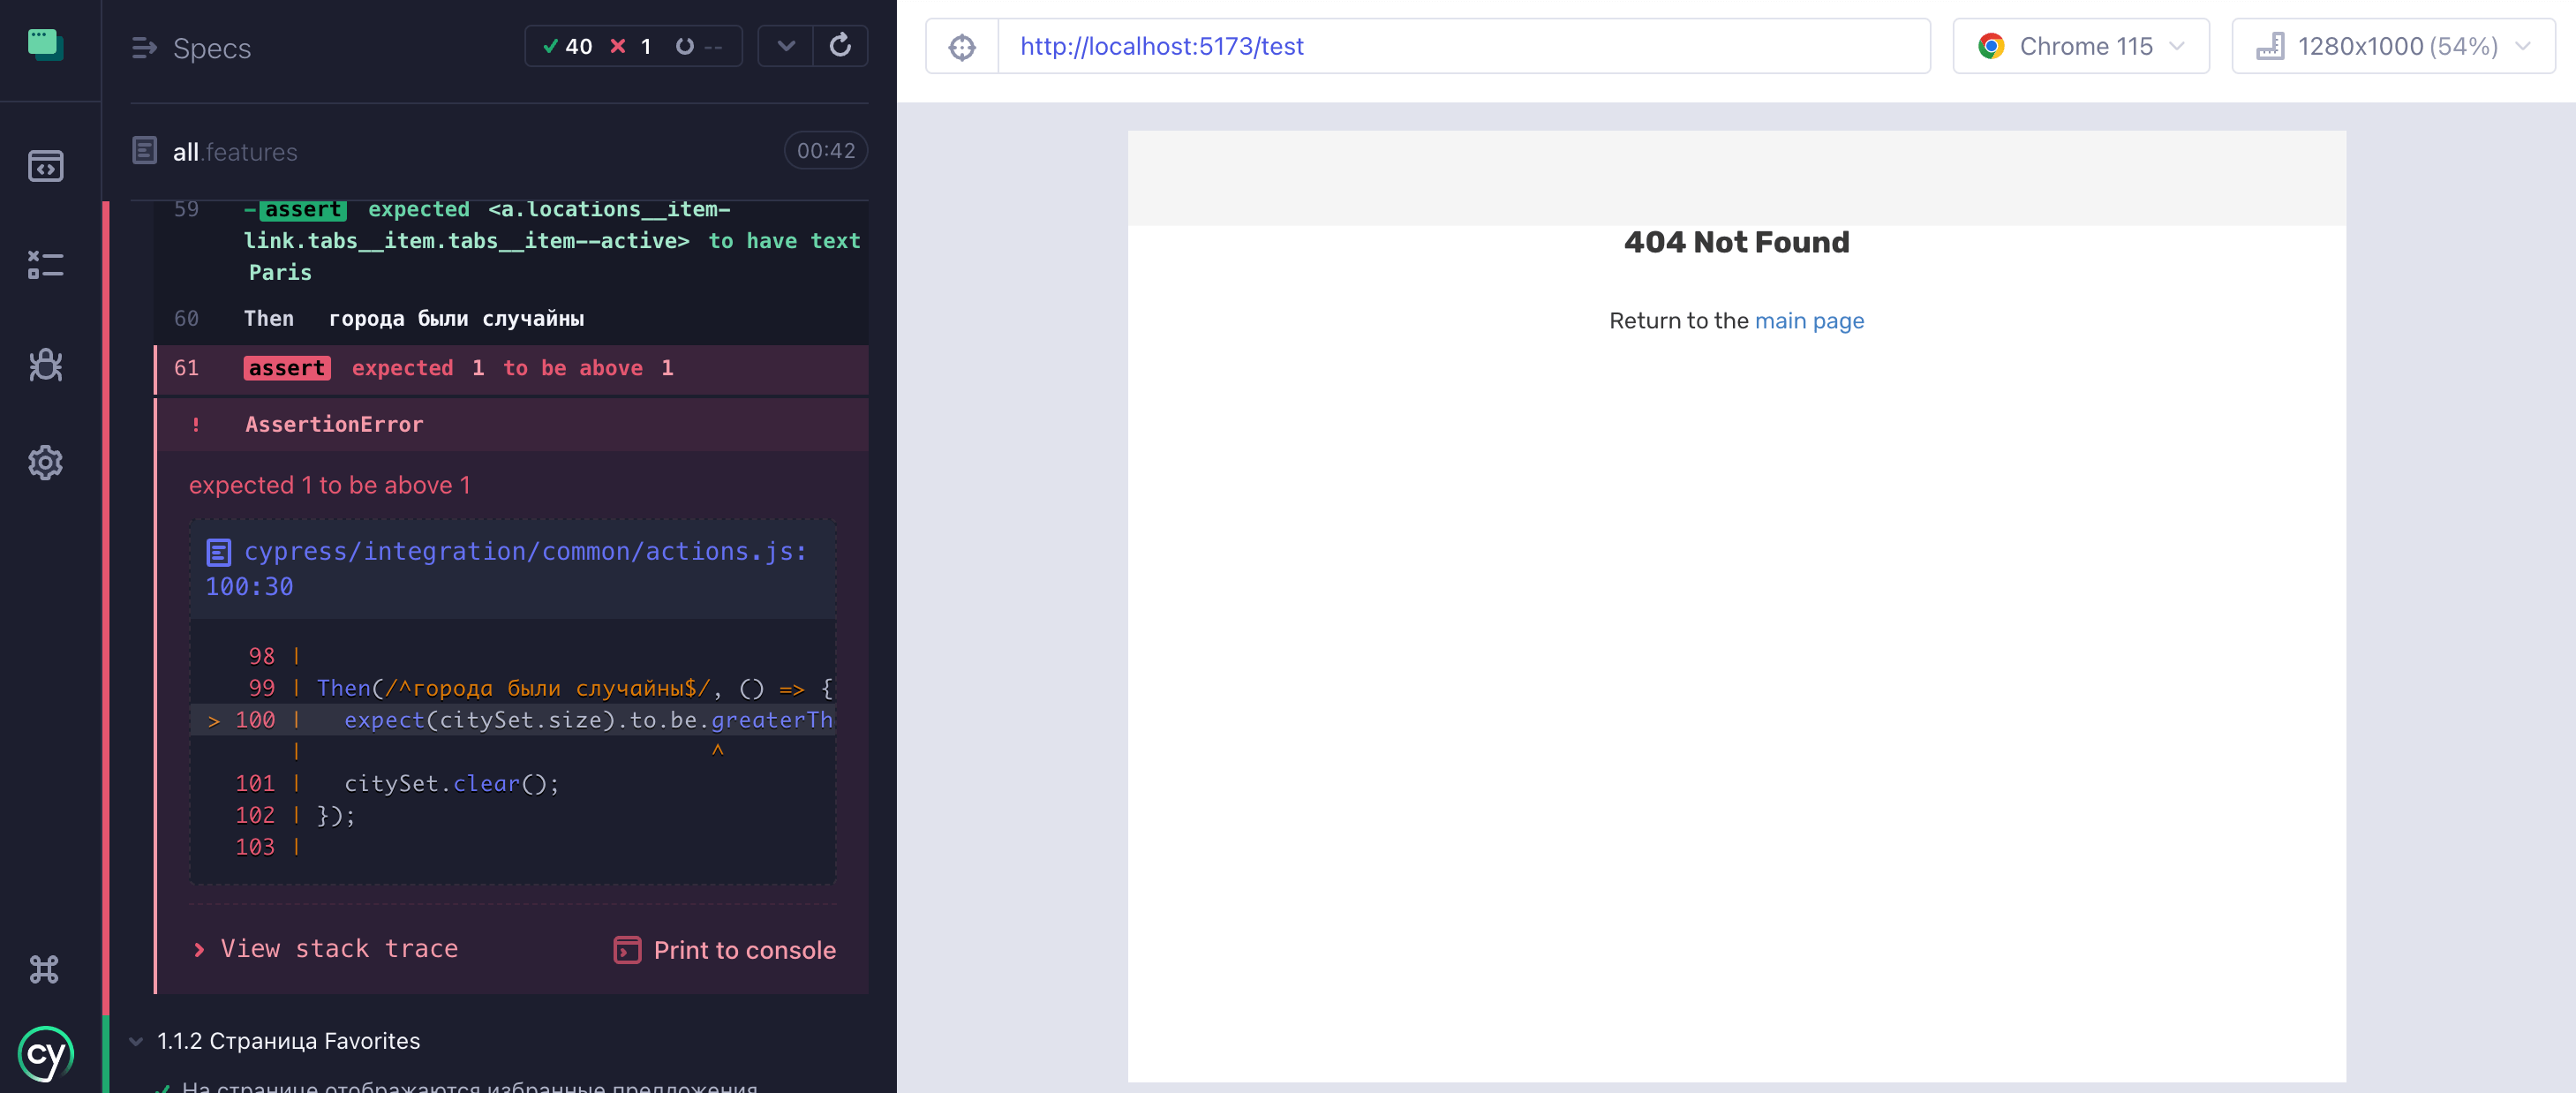 Specs
40 1 --
http://localhost:5173/test
Chrome 115
1280x1000 (54%)
all.features
00:42
59 -assert expected <a.locations__item-
link.tabs__item.tabs__item--active> to have text
Paris
60 Then города были случайны
61 assert expected 1 to be above 1
! AssertionError
expected 1 to be above 1
cypress/integration/common/actions.js:
100:30
98 |
99 | Then(/^города были случайны$/, () => {
> 100 | expect(citySet.size).to.be.greaterTh
| ^
101 | citySet.clear();
102 | });
103 |
View stack trace
Print to console
1.1.2 Страница Favorites
На странице отображаются избранные предложения
cy
404 Not Found
Return to the main page